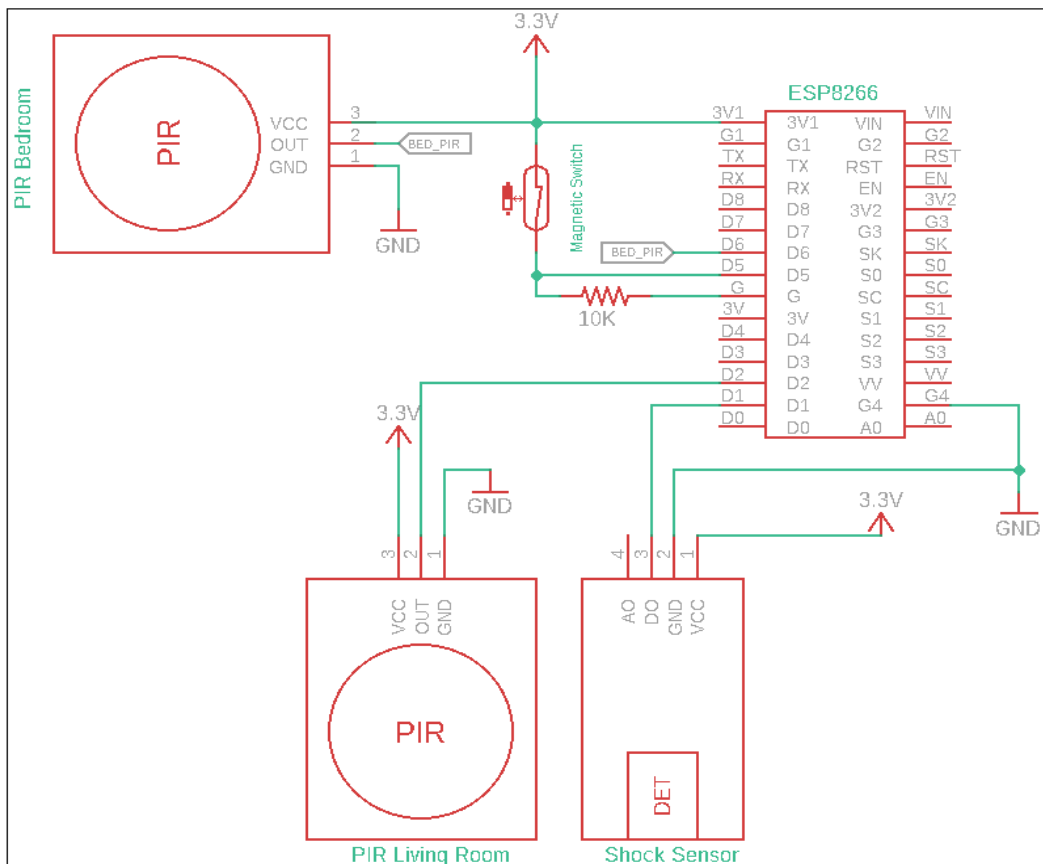 3.3V
PIR Bedroom
PIR
VCC 3
OUT 2
GND 1
BED_PIR
GND
Magnetic Switch
BED_PIR
10K
ESP8266
3V1 3V1 VIN VIN
G1 G1 G2 G2
TX TX RST RST
RX RX EN EN
D8 D8 3V2 3V2
D7 D7 G3 G3
D6 D6 SK SK
D5 D5 S0 S0
G G SC SC
3V 3V S1 S1
D4 D4 S2 S2
D3 D3 S3 S3
D2 D2 VV VV
D1 D1 G4 G4
D0 D0 A0 A0
3.3V
GND
3.3V
GND
3 2 1
VCC OUT GND
PIR
PIR Living Room
4 3 2 1
AO DO GND VCC
DET
Shock Sensor